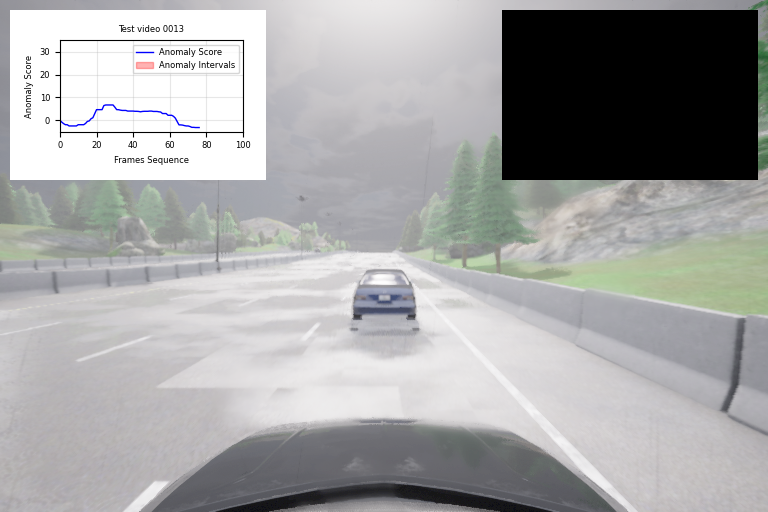 Test video 0013
Anomaly Score
30
20
10
0
Anomaly Score
Anomaly Intervals
0 20 40 60 80 100
Frames Sequence